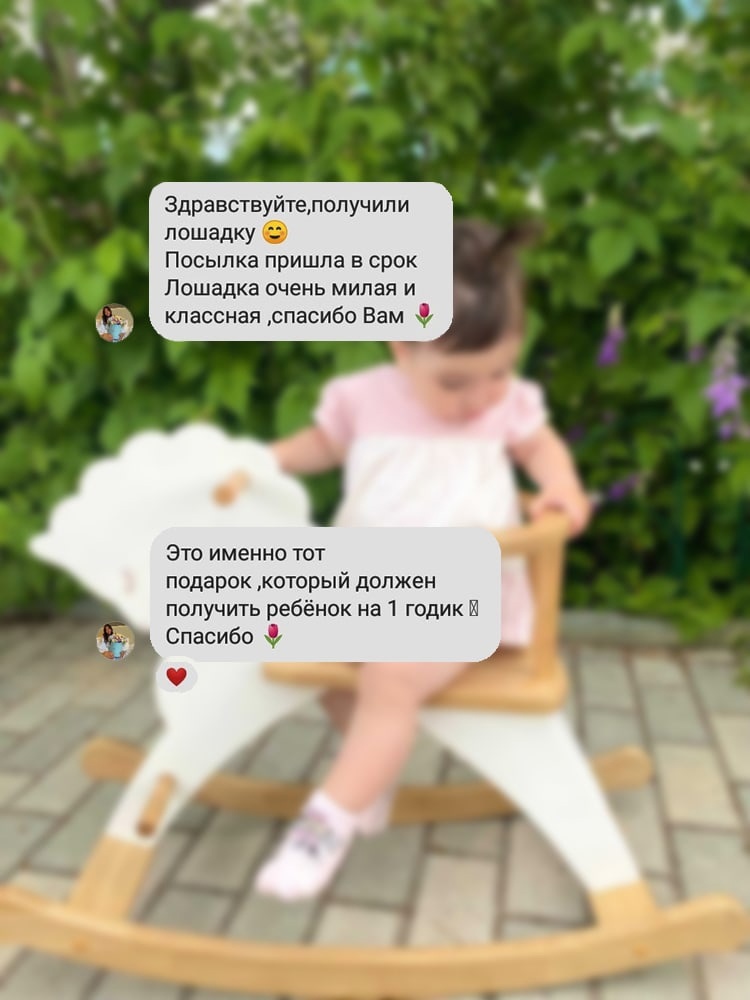 Здравствуйте,получили
лошадку 😊
Посылка пришла в срок
Лошадка очень милая и
классная ,спасибо Вам 🌷
Это именно тот
подарок ,который должен
получить ребёнок на 1 годик
Спасибо 🌷